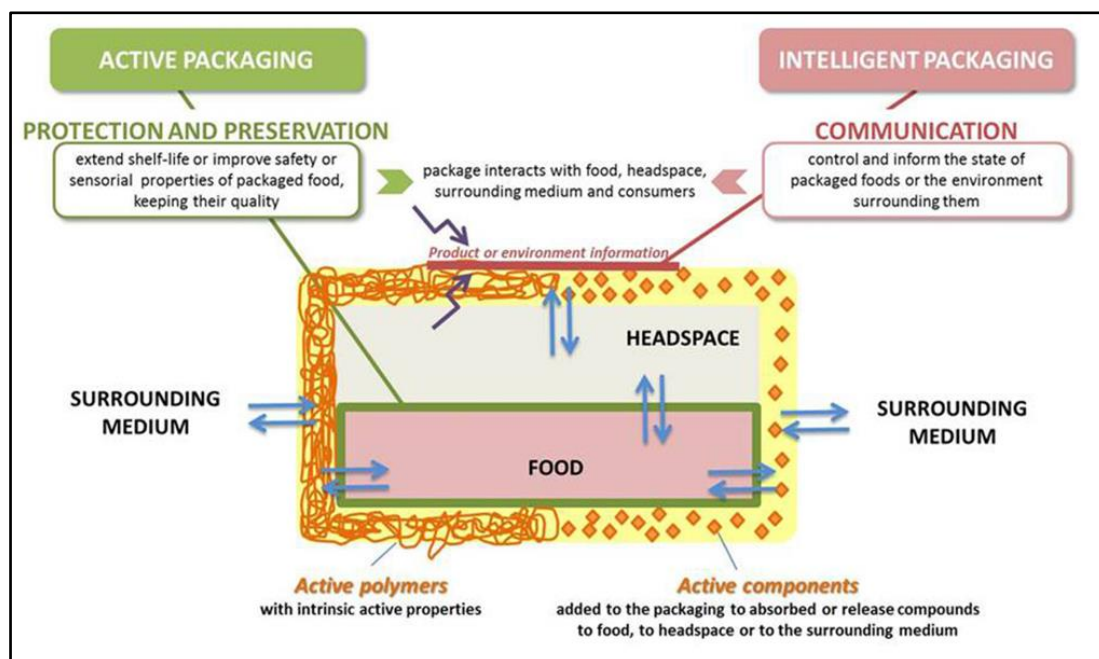 ACTIVE PACKAGING
INTELLIGENT PACKAGING
PROTECTION AND PRESERVATION
extend shelf-life or improve safety or
sensorial properties of packaged food,
keeping their quality
package interacts with food, headspace,
surrounding medium and consumers
COMMUNICATION
control and inform the state of
packaged foods or the environment
surrounding them
Product or environment information
HEADSPACE
SURROUNDING
MEDIUM
SURROUNDING
MEDIUM
FOOD
Active polymers
with intrinsic active properties
Active components
added to the packaging to absorbed or release compounds
to food, to headspace or to the surrounding medium